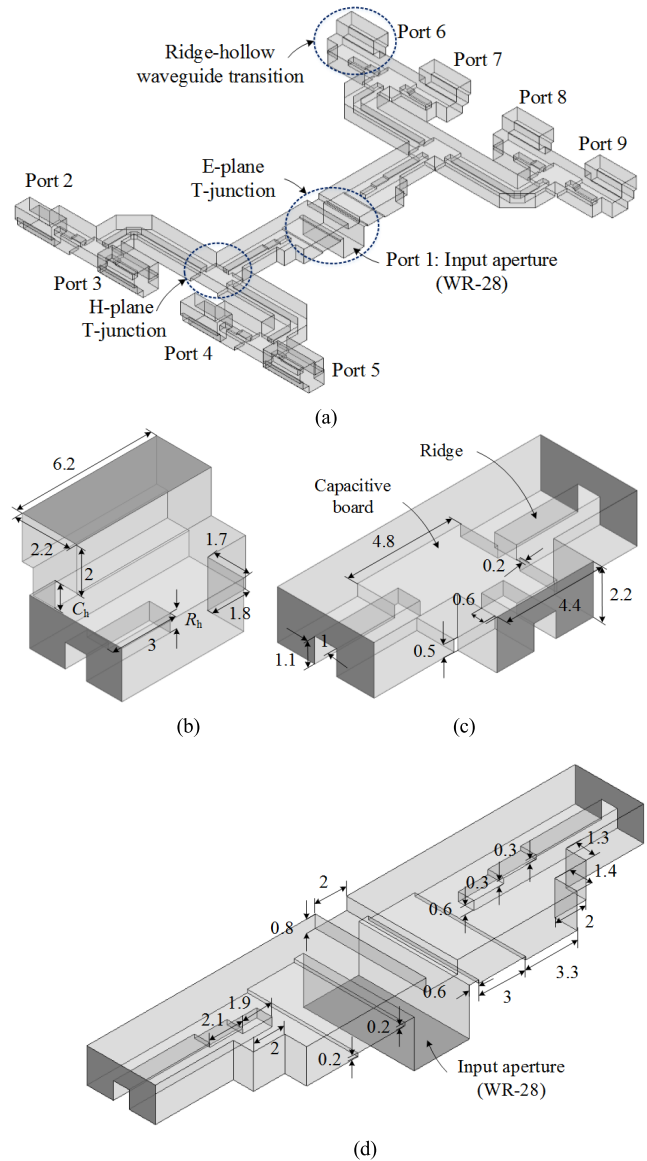 Port 6
Ridge-hollow
waveguide transition
Port 7
Port 8
E-plane
T-junction
Port 9
Port 2
Port 1: Input aperture
(WR-28)
Port 3
H-plane
T-junction
Port 4
Port 5
(a)
6.2
2.2
2
1.7
Ch
1.8
Rh
3
(b)
Ridge
Capacitive
board
4.8
0.2
0.6
4.4
2.2
1
1.1
0.5
(c)
0.3
1.3
0.3
1.4
2
0.6
2
0.8
3.3
3
0.6
1.9
2.1
2
0.2
0.2
Input aperture
(WR-28)
(d)